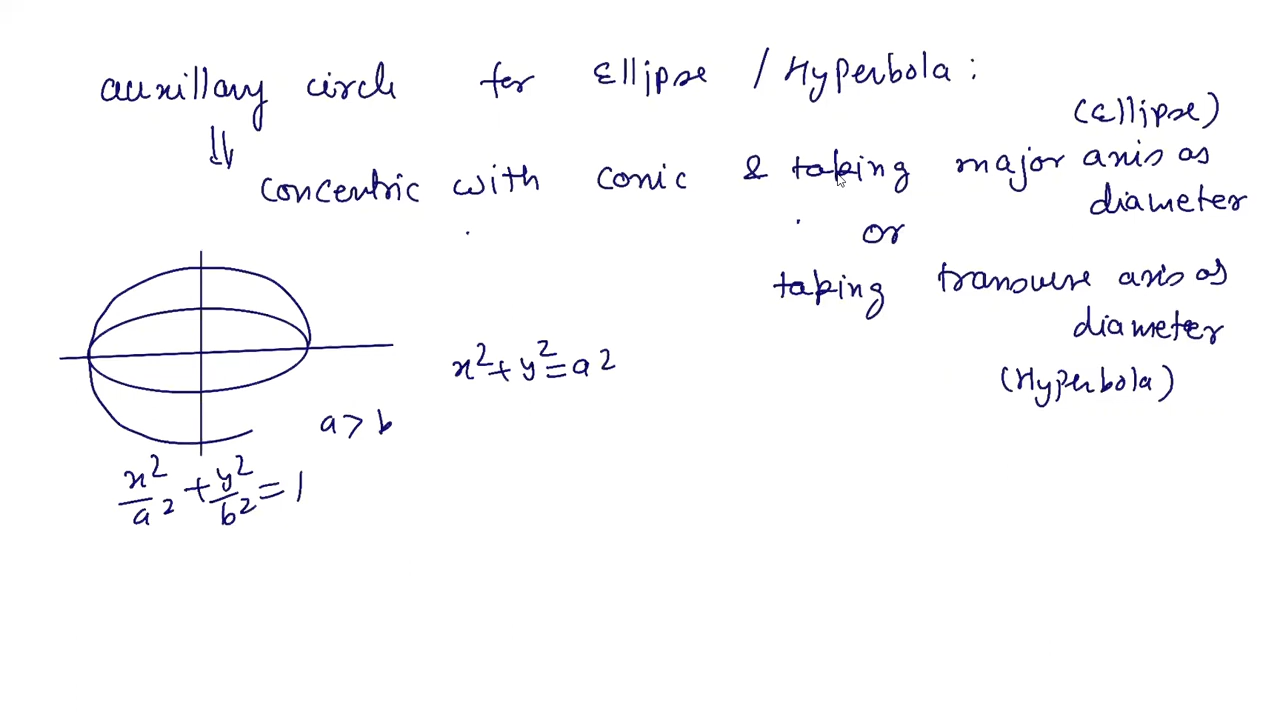 auxillary circle for Ellipse / Hyperbola :
(Ellipse)
concentric with conic & taking major axis as
diameter
or
taking transverse axis as
diameter
(Hyperbola)
x²+y²=a²
a > b
x²/a² + y²/b² = 1